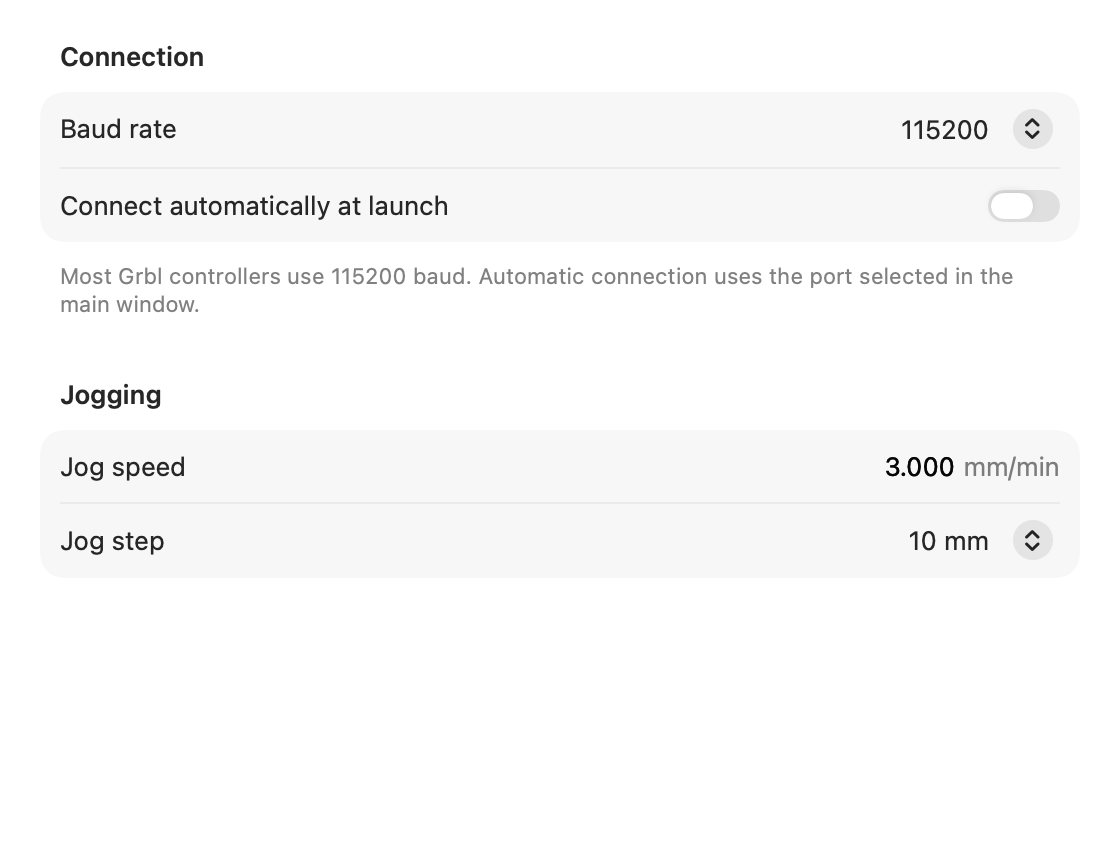 Connection
Baud rate 115200
Connect automatically at launch
Most Grbl controllers use 115200 baud. Automatic connection uses the port selected in the
main window.
Jogging
Jog speed 3.000 mm/min
Jog step 10 mm